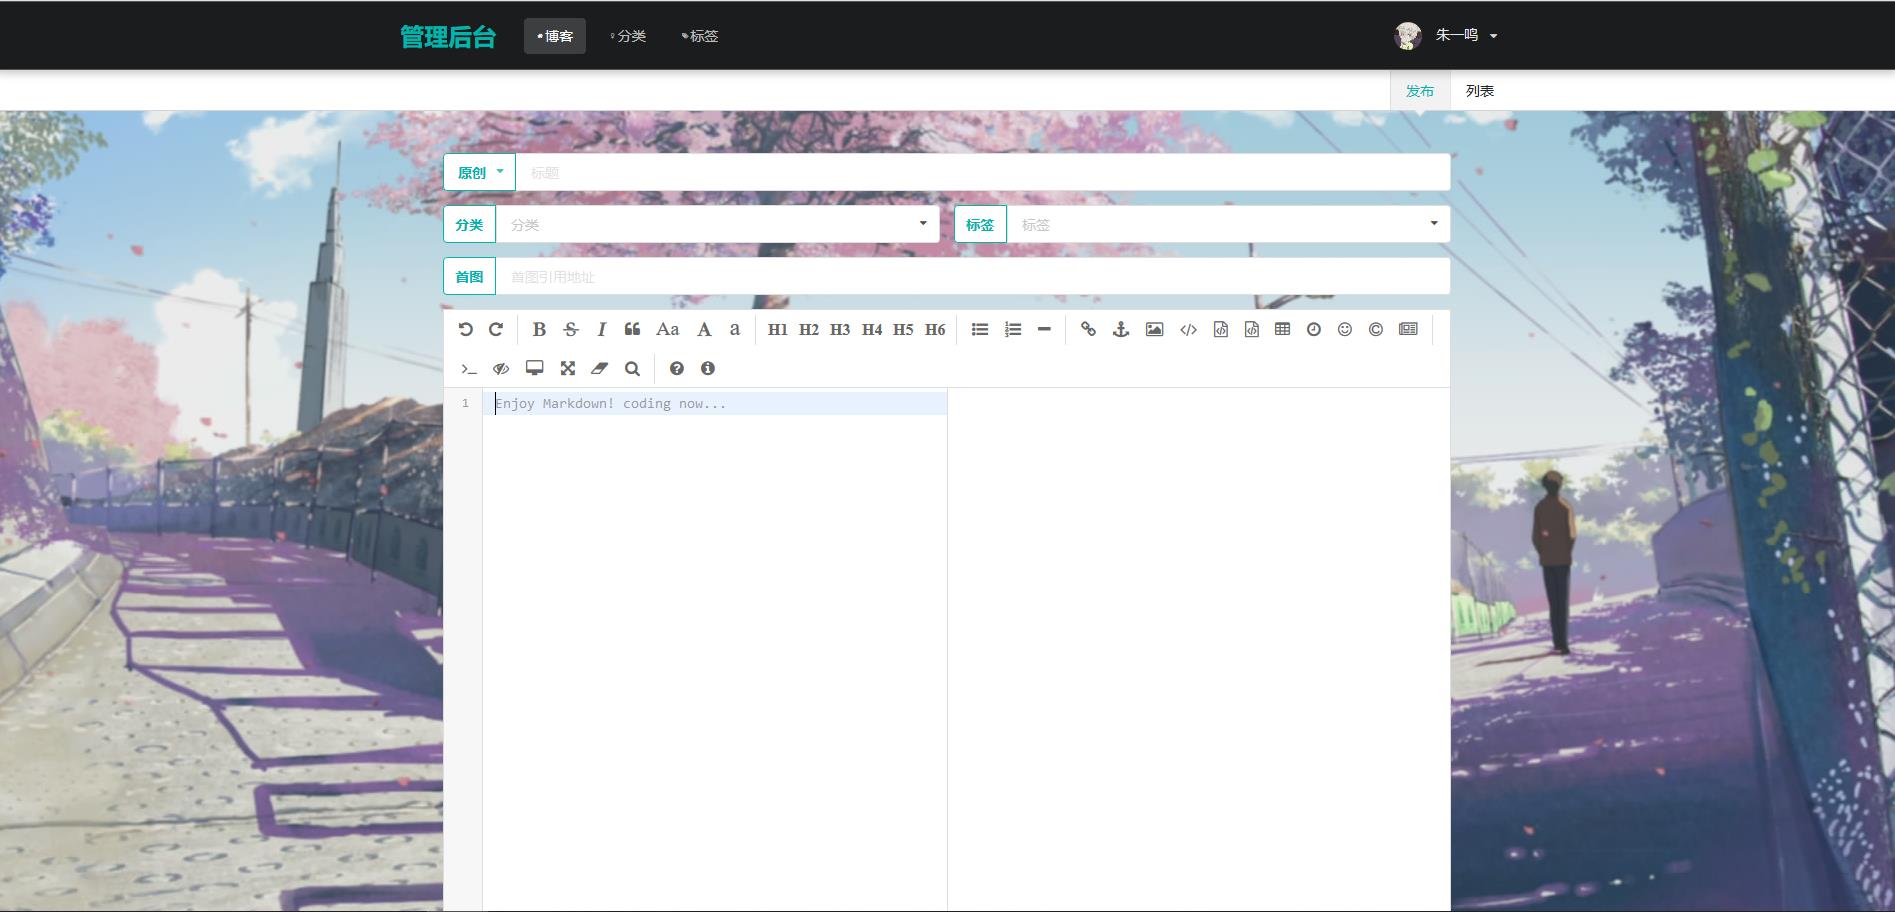 管理后台 博客 分类 标签 朱一鸣
发布 列表
原创 标题
分类 分类 标签 标签
首图 首图引用地址
B S I Aa A a H1 H2 H3 H4 H5 H6
1 Enjoy Markdown! coding now...